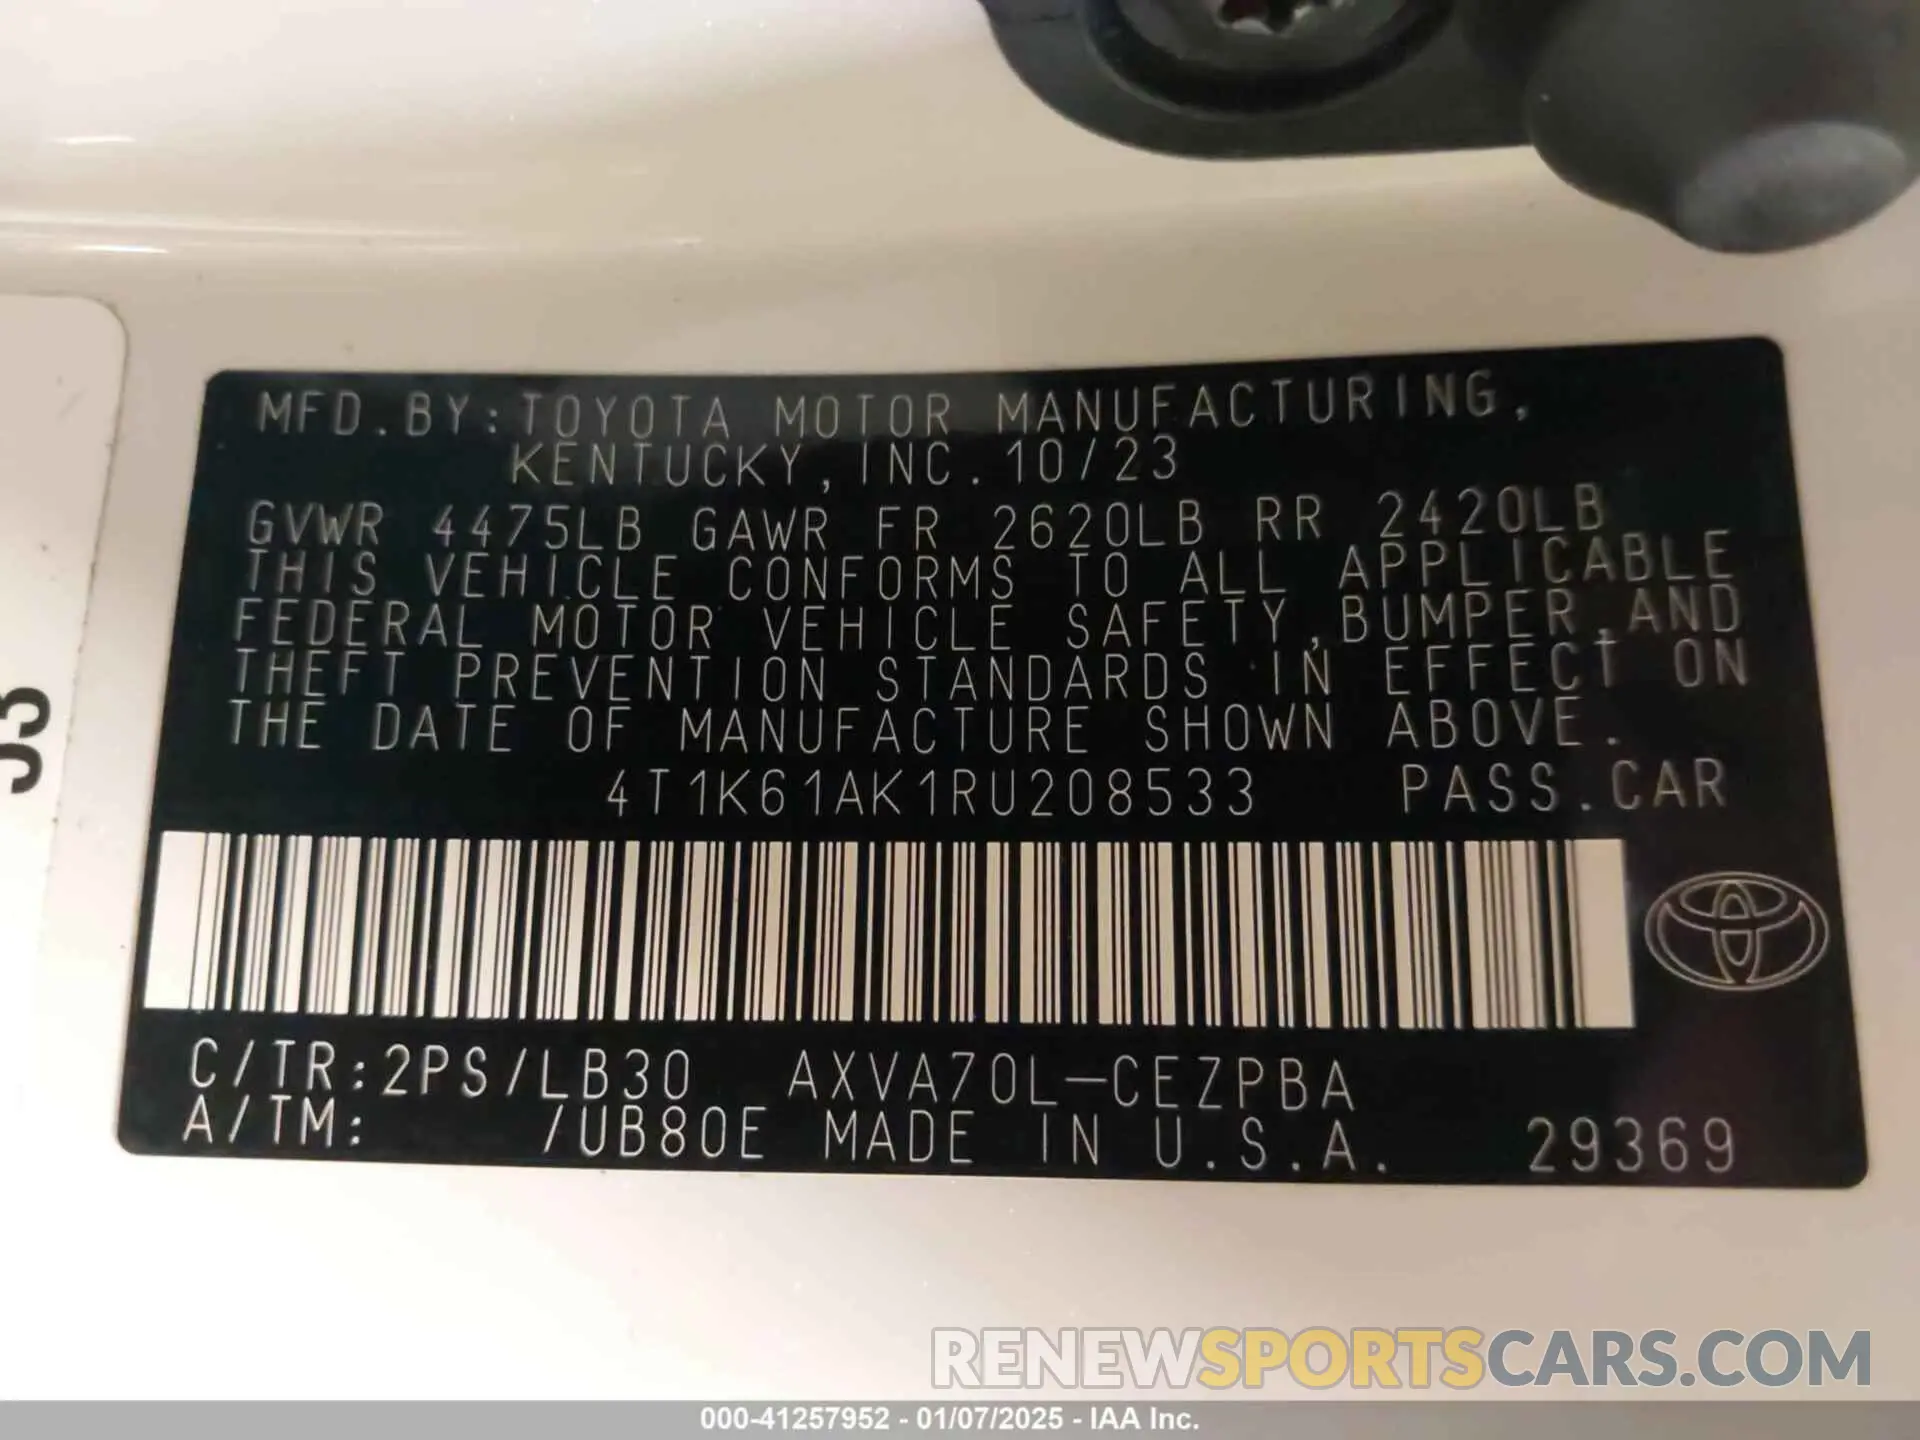 MFD.BY:TOYOTA MOTOR MANUFACTURING,
KENTUCKY,INC.10/23
GVWR 4475LB GAWR FR 2620LB RR 2420LB
THIS VEHICLE CONFORMS TO ALL APPLICABLE
FEDERAL MOTOR VEHICLE SAFETY,BUMPER,AND
THEFT PREVENTION STANDARDS IN EFFECT ON
THE DATE OF MANUFACTURE SHOWN ABOVE.
4T1K61AK1RU208533 PASS.CAR
C/TR:2PS/LB30 AXVA70L-CEZPBA
A/TM: /UB80E MADE IN U.S.A. 29369
RENEWSPORTSCARS.COM
000-41257952 - 01/07/2025 - IAA Inc.